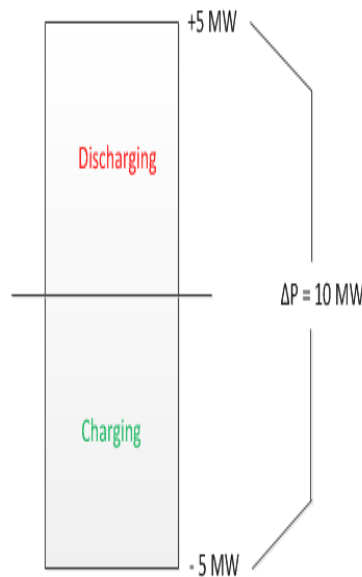 +5 MW
Discharging
ΔP = 10 MW
Charging
- 5 MW